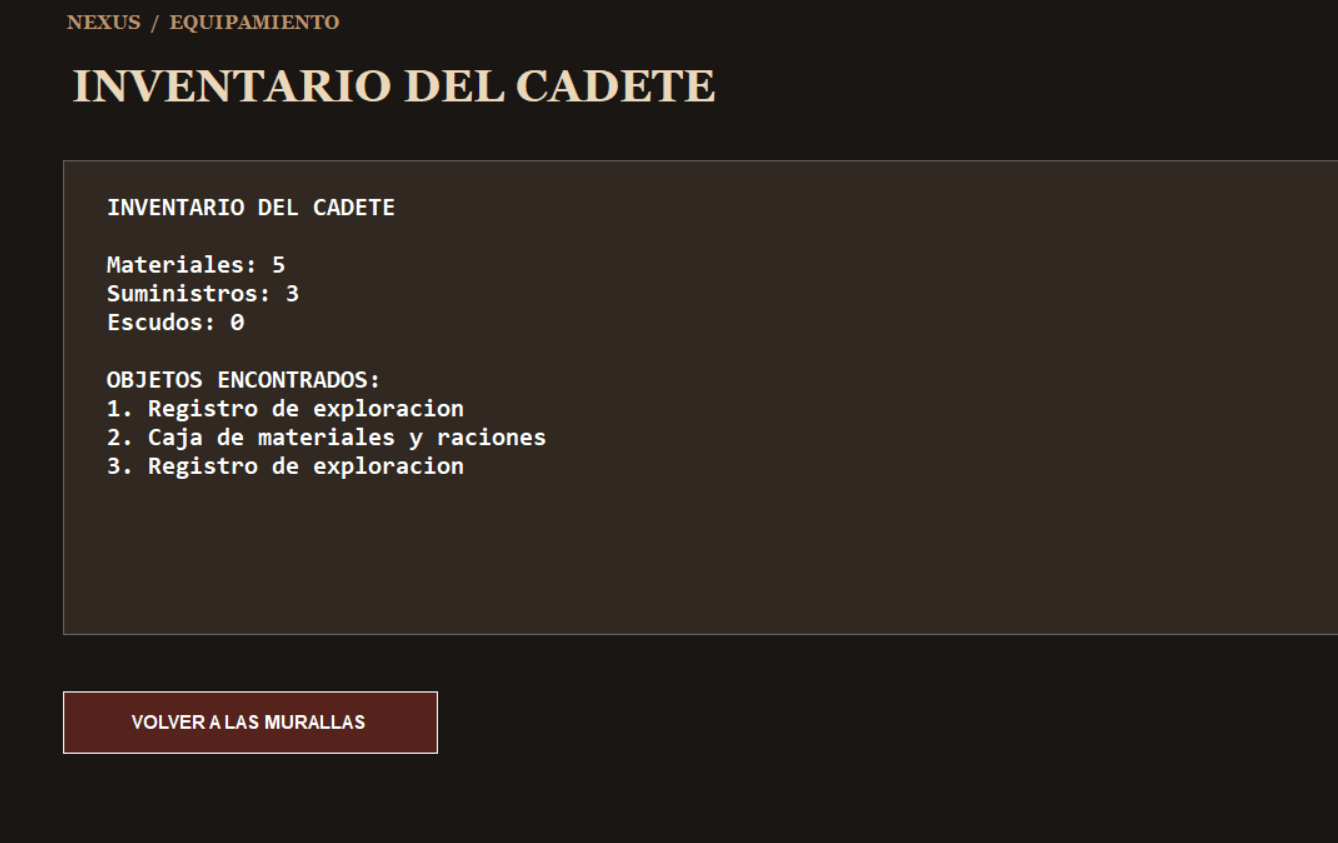 NEXUS / EQUIPAMIENTO
INVENTARIO DEL CADETE
INVENTARIO DEL CADETE
Materiales: 5
Suministros: 3
Escudos: 0
OBJETOS ENCONTRADOS:
1. Registro de exploracion
2. Caja de materiales y raciones
3. Registro de exploracion
VOLVER A LAS MURALLAS